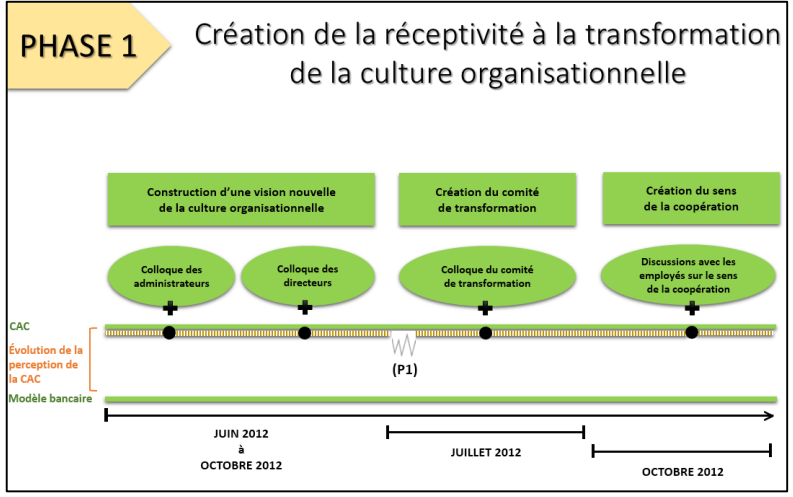 PHASE 1
Création de la réceptivité à la transformation
de la culture organisationnelle
Construction d'une vision nouvelle
de la culture organisationnelle
Création du comité
de transformation
Création du sens
de la coopération
Colloque des
administrateurs
Colloque des
directeurs
Colloque du comité
de transformation
Discussions avec les
employés sur le sens
de la coopération
CAC
Évolution de la
perception de
la CAC
(P1)
Modèle bancaire
JUIN 2012
à
OCTOBRE 2012
JUILLET 2012
OCTOBRE 2012